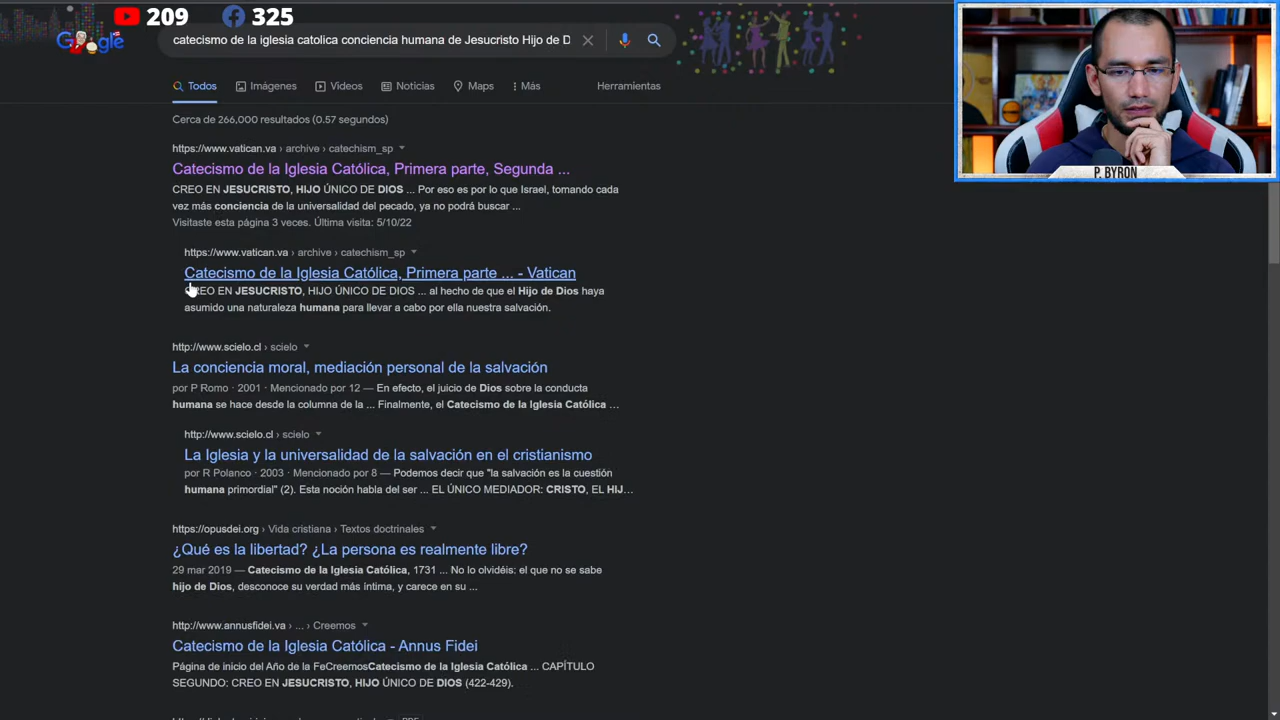 209 325
Google
catecismo de la iglesia catolica conciencia humana de Jesucristo Hijo de D
Todos Imágenes Videos Noticias Maps Más Herramientas
Cerca de 266,000 resultados (0.57 segundos)
https://www.vatican.va › archive › catechism_sp
Catecismo de la Iglesia Católica, Primera parte, Segunda ...
CREO EN JESUCRISTO, HIJO ÚNICO DE DIOS ... Por eso es por lo que Israel, tomando cada
vez más conciencia de la universalidad del pecado, ya no podrá buscar ...
Visitaste esta página 3 veces. Última visita: 5/10/22
https://www.vatican.va › archive › catechism_sp
Catecismo de la Iglesia Católica, Primera parte ... - Vatican
CREO EN JESUCRISTO, HIJO ÚNICO DE DIOS ... al hecho de que el Hijo de Dios haya
asumido una naturaleza humana para llevar a cabo por ella nuestra salvación.
http://www.scielo.cl › scielo
La conciencia moral, mediación personal de la salvación
por P Romo · 2001 · Mencionado por 12 — En efecto, el juicio de Dios sobre la conducta
humana se hace desde la columna de la ... Finalmente, el Catecismo de la Iglesia Católica ...
http://www.scielo.cl › scielo
La Iglesia y la universalidad de la salvación en el cristianismo
por R Polanco · 2003 · Mencionado por 8 — Podemos decir que "la salvación es la cuestión
humana primordial" (2). Esta noción habla del ser ... EL ÚNICO MEDIADOR: CRISTO, EL HIJ...
https://opusdei.org › Vida cristiana › Textos doctrinales
¿Qué es la libertad? ¿La persona es realmente libre?
29 mar 2019 — Catecismo de la Iglesia Católica, 1731 ... No lo olvidéis: el que no se sabe
hijo de Dios, desconoce su verdad más íntima, y carece en su ...
http://www.annusfidei.va › ... › Creemos
Catecismo de la Iglesia Católica - Annus Fidei
Página de inicio del Año de la FeCreemosCatecismo de la Iglesia Católica ... CAPÍTULO
SEGUNDO: CREO EN JESUCRISTO, HIJO ÚNICO DE DIOS (422-429).
P. BYRON